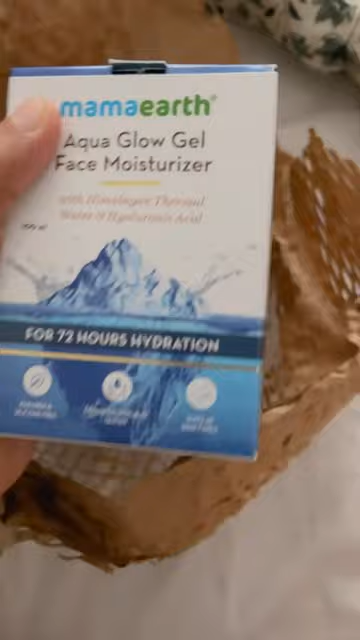 mamaearth®
Aqua Glow Gel
Face Moisturizer
with Himalayan Thermal
Water & Hyaluronic Acid
FOR 72 HOURS HYDRATION